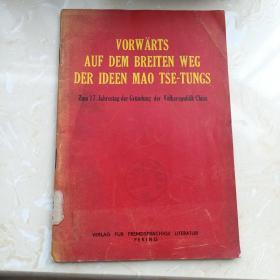 VORWÄRTS
AUF DEM BREITEN WEG
DER IDEEN MAO TSE-TUNGS
Zum 17. Jahrestag der Gründung der Volksrepublik China
VERLAG FÜR FREMDSPRACHIGE LITERATUR
PEKING